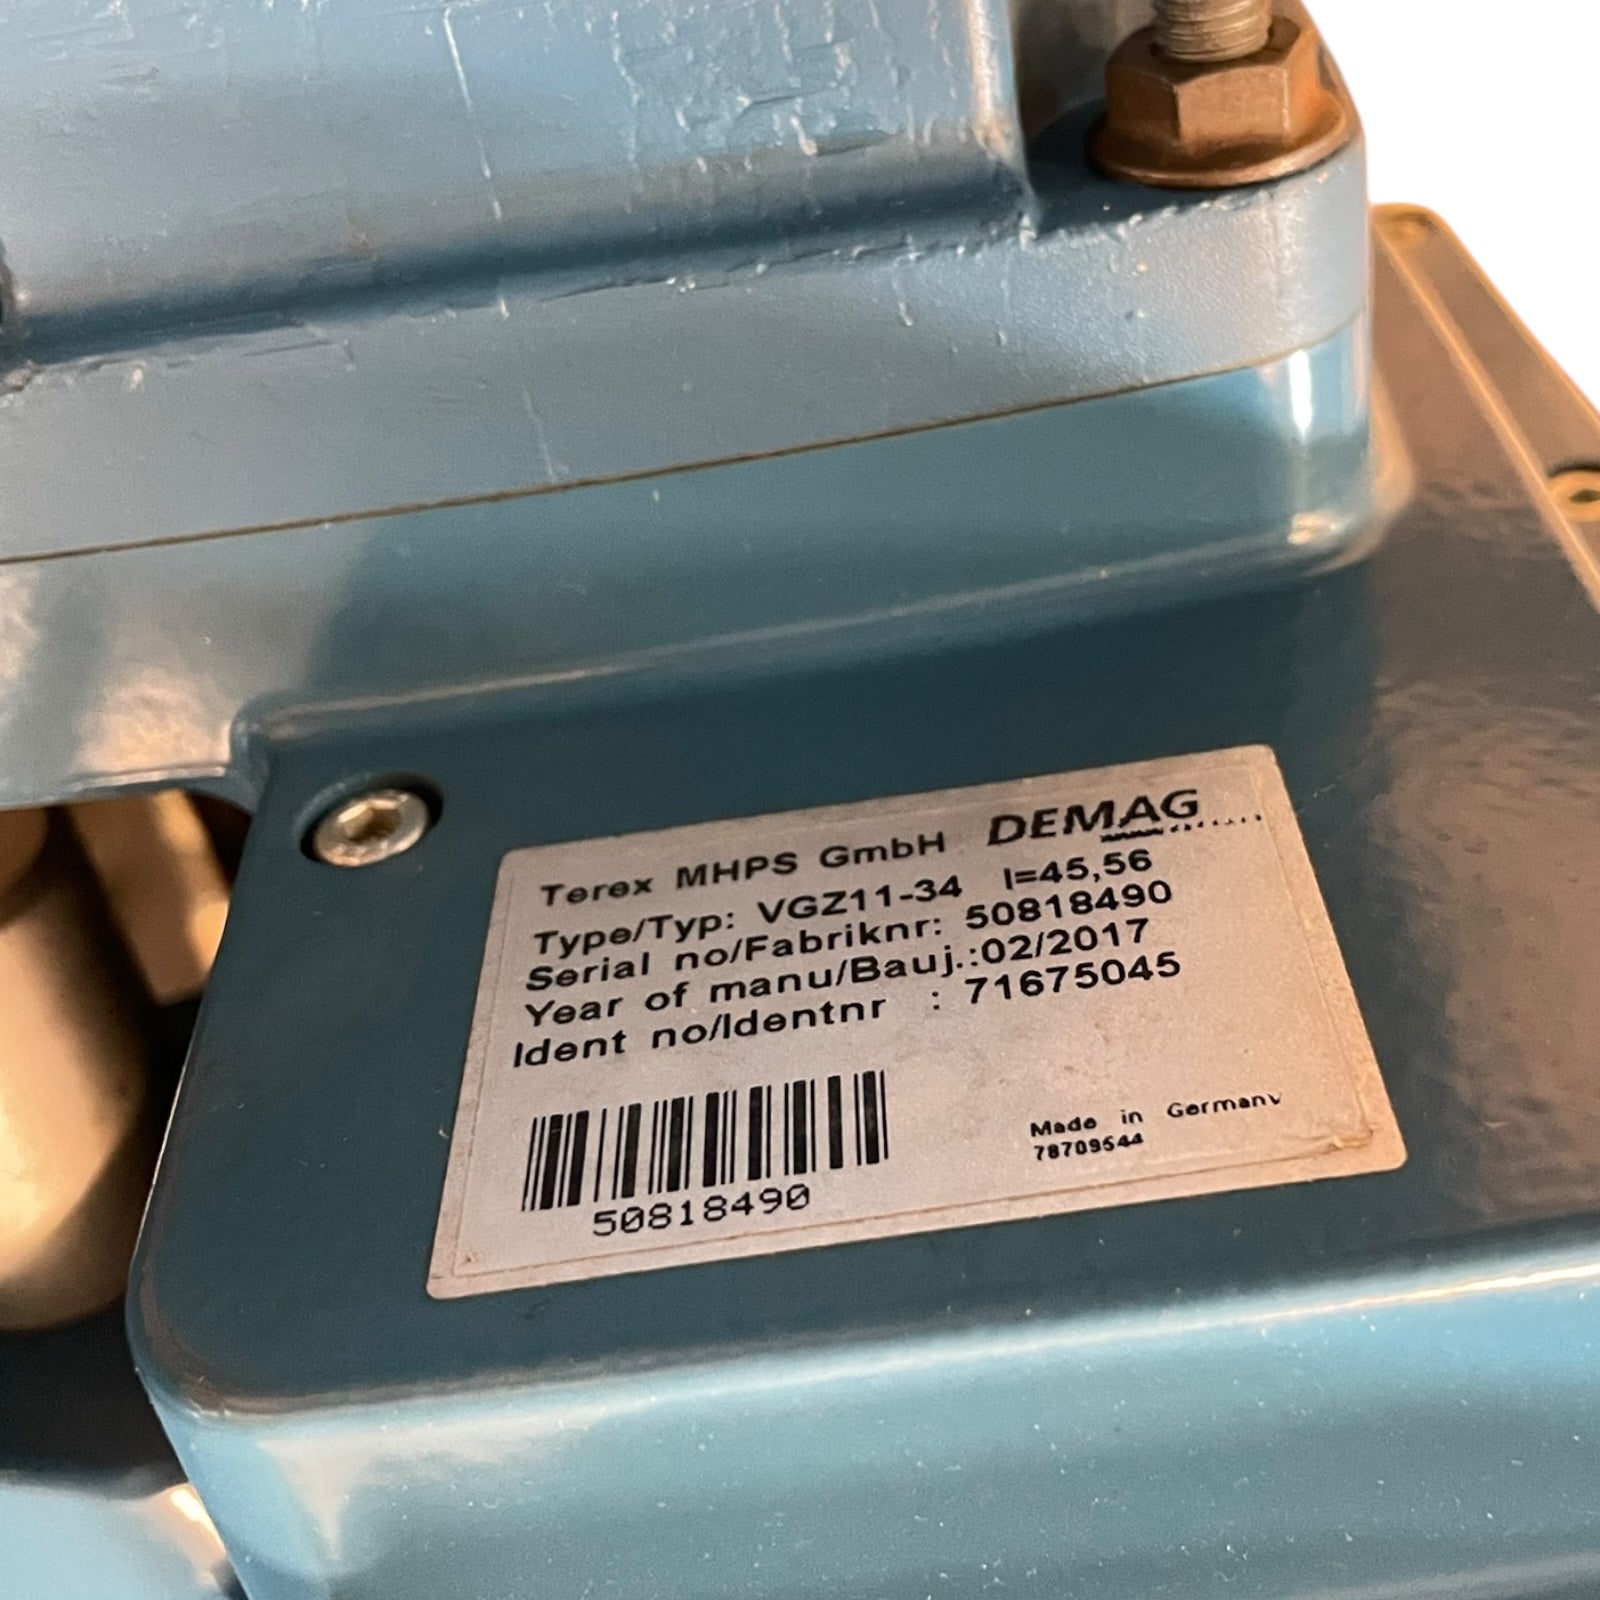 Terex MHPS GmbH DEMAG
Type/Typ: VGZ11-34 I=45,56
Serial no/Fabriknr: 50818490
Year of manu/Bauj.:02/2017
Ident no/Identnr : 71675045
Made in Germany
78709544
50818490